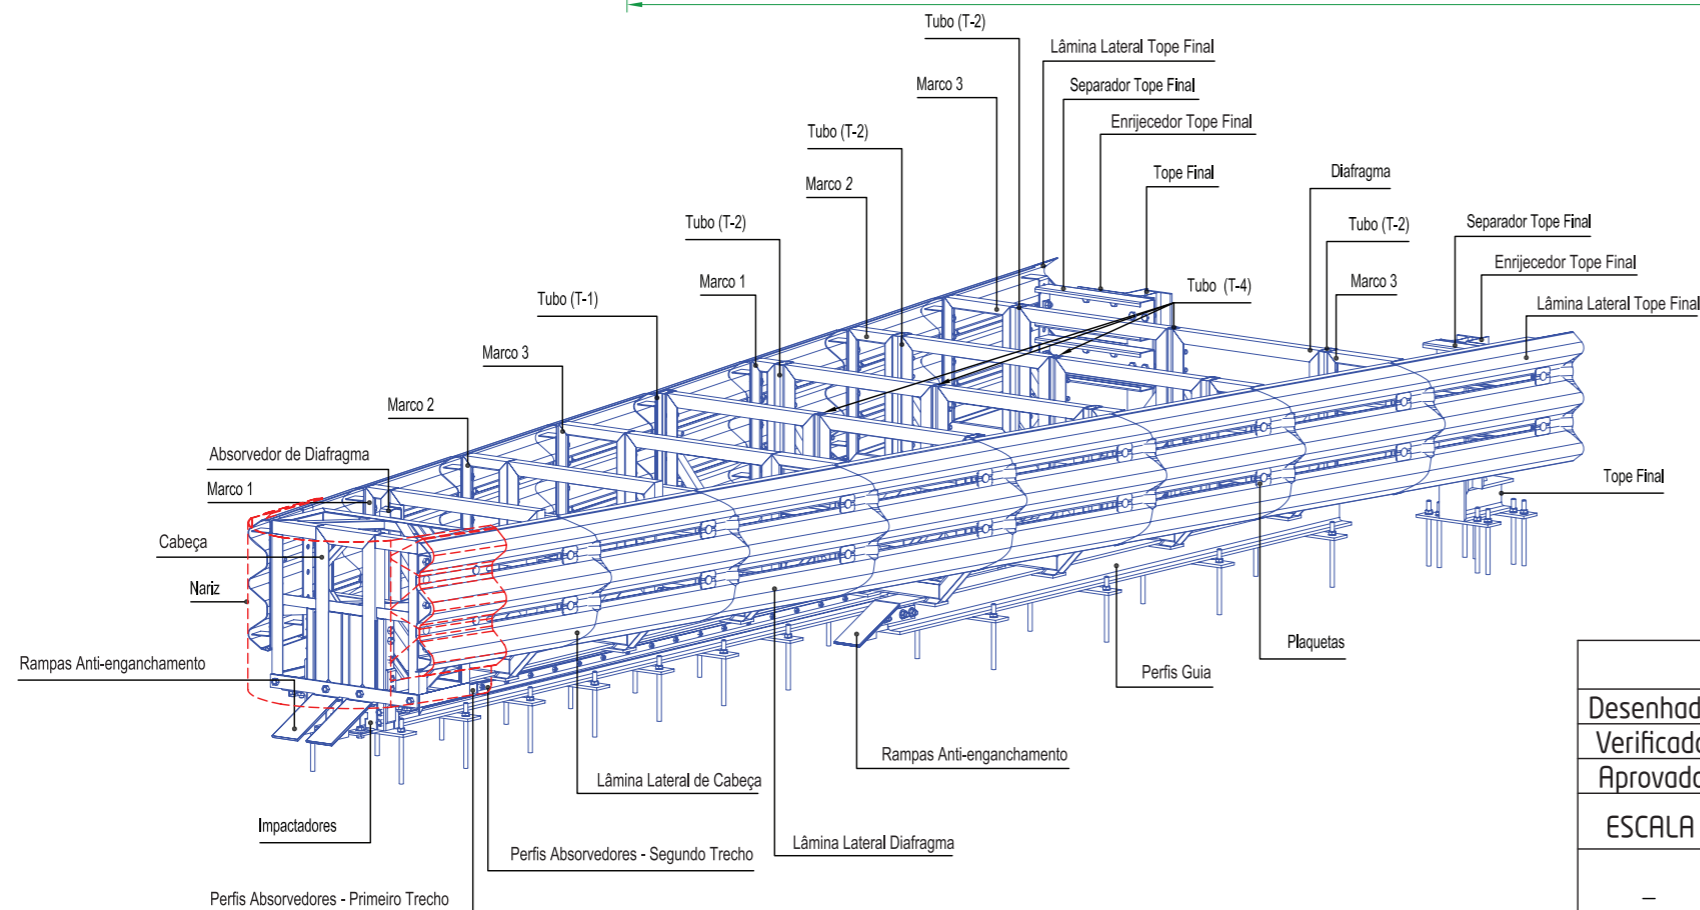 Tubo (T-2)
Lâmina Lateral Tope Final
Marco 3
Separador Tope Final
Enrijecedor Tope Final
Tubo (T-2)
Tope Final
Diafragma
Marco 2
Tubo (T-2)
Tubo (T-2)
Separador Tope Final
Enrijecedor Tope Final
Marco 1
Tubo (T-4)
Marco 3
Tubo (T-1)
Lâmina Lateral Tope Final
Marco 3
Marco 2
Absorvedor de Diafragma
Marco 1
Tope Final
Cabeça
Nariz
Plaquetas
Rampas Anti-enganchamento
Perfis Guia
Rampas Anti-enganchamento
Lâmina Lateral de Cabeça
Impactadores
Lâmina Lateral Diafragma
Perfis Absorvedores - Segundo Trecho
Perfis Absorvedores - Primeiro Trecho
Desenhad
Verificado
Aprovado
ESCALA
–